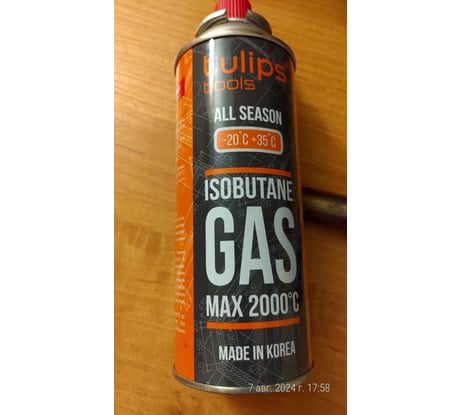 tulips
tools
ALL SEASON
-20°C +35°C
ISOBUTANE
GAS
MAX 2000°C
MADE IN KOREA
7 авг. 2024 г. 17:58